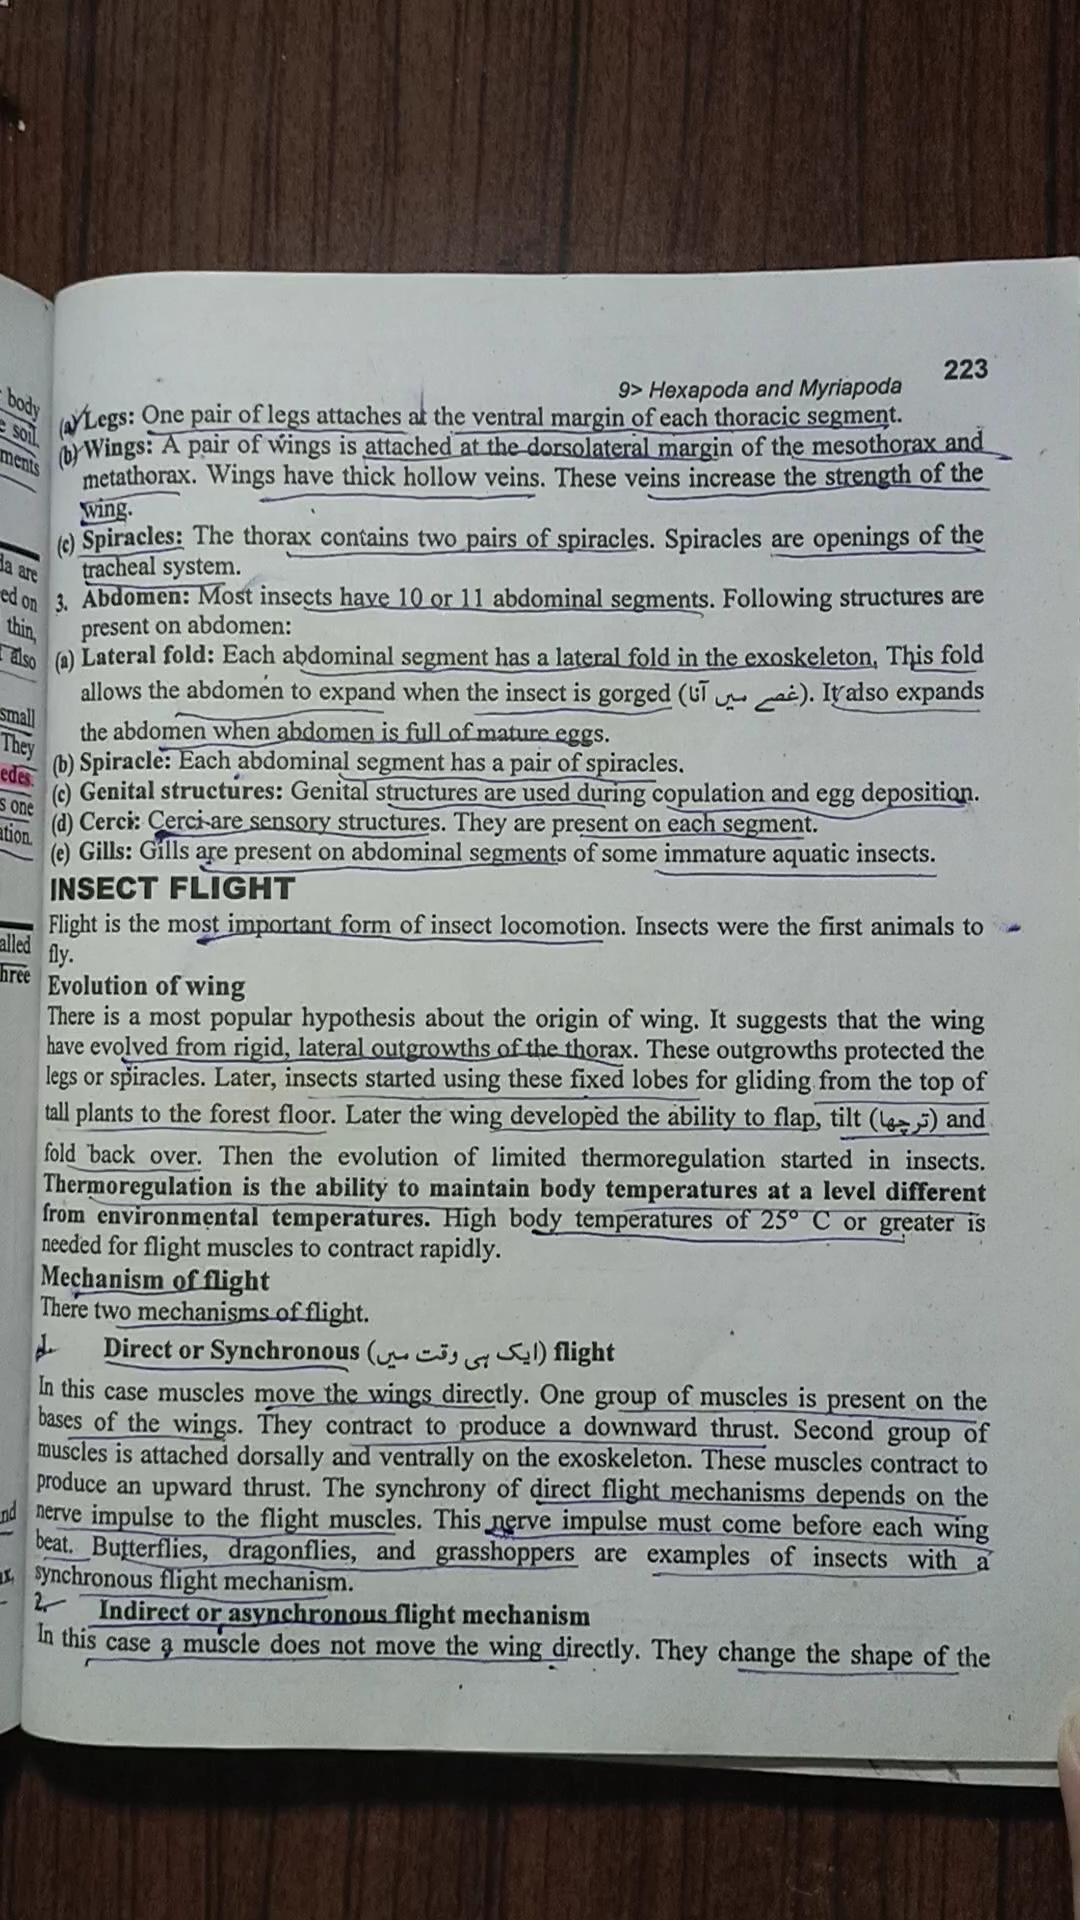 223
9> Hexapoda and Myriapoda
(a) Legs: One pair of legs attaches at the ventral margin of each thoracic segment.
(b) Wings: A pair of wings is attached at the dorsolateral margin of the mesothorax and
metathorax. Wings have thick hollow veins. These veins increase the strength of the
wing.
(c) Spiracles: The thorax contains two pairs of spiracles. Spiracles are openings of the
tracheal system.
3. Abdomen: Most insects have 10 or 11 abdominal segments. Following structures are
present on abdomen:
(a) Lateral fold: Each abdominal segment has a lateral fold in the exoskeleton, This fold
allows the abdomen to expand when the insect is gorged (غصے میں آنا). It also expands
the abdomen when abdomen is full of mature eggs.
(b) Spiracle: Each abdominal segment has a pair of spiracles.
(c) Genital structures: Genital structures are used during copulation and egg deposition.
(d) Cerci: Cerci are sensory structures. They are present on each segment.
(e) Gills: Gills are present on abdominal segments of some immature aquatic insects.
INSECT FLIGHT
Flight is the most important form of insect locomotion. Insects were the first animals to
fly.
Evolution of wing
There is a most popular hypothesis about the origin of wing. It suggests that the wing
have evolved from rigid, lateral outgrowths of the thorax. These outgrowths protected the
legs or spiracles. Later, insects started using these fixed lobes for gliding from the top of
tall plants to the forest floor. Later the wing developed the ability to flap, tilt (ترچھا) and
fold back over. Then the evolution of limited thermoregulation started in insects.
Thermoregulation is the ability to maintain body temperatures at a level different
from environmental temperatures. High body temperatures of 25° C or greater is
needed for flight muscles to contract rapidly.
Mechanism of flight
There two mechanisms of flight.
1. Direct or Synchronous (ایک ہی وقت میں) flight
In this case muscles move the wings directly. One group of muscles is present on the
bases of the wings. They contract to produce a downward thrust. Second group of
muscles is attached dorsally and ventrally on the exoskeleton. These muscles contract to
produce an upward thrust. The synchrony of direct flight mechanisms depends on the
nerve impulse to the flight muscles. This nerve impulse must come before each wing
beat. Butterflies, dragonflies, and grasshoppers are examples of insects with a
synchronous flight mechanism.
2. Indirect or asynchronous flight mechanism
In this case a muscle does not move the wing directly. They change the shape of the
body
soil.
ments
da are
ed on
thin,
also
small
They
edes.
s one
ation.
alled
hree
nd